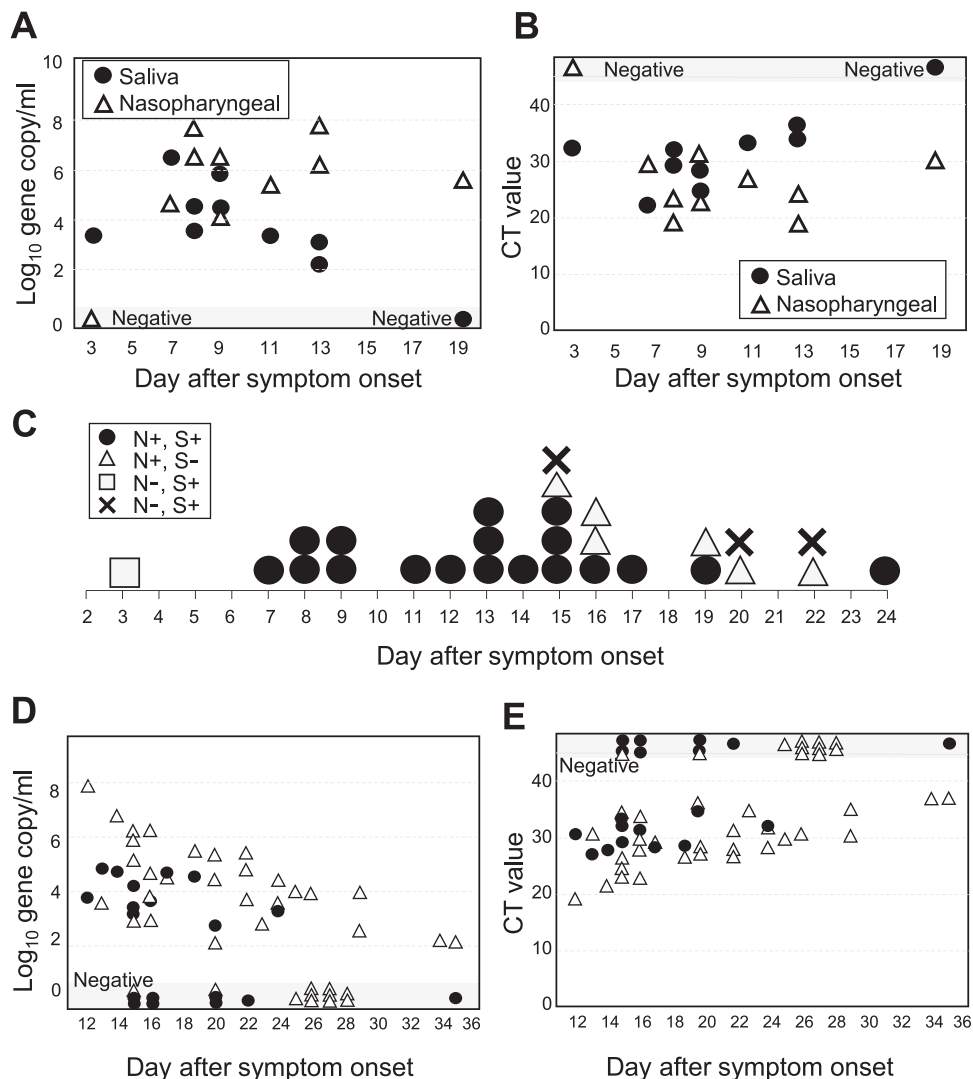 A
10
8
6
4
2
0
Log10 gene copy/ml
Saliva
Nasopharyngeal
Negative
Negative
3 5 7 9 11 13 15 17 19
Day after symptom onset
B
40
30
20
10
0
CT value
Negative
Negative
Saliva
Nasopharyngeal
3 5 7 9 11 13 15 17 19
Day after symptom onset
C
N+, S+
N+, S−
N−, S+
N−, S+
2 3 4 5 6 7 8 9 10 11 12 13 14 15 16 17 18 19 20 21 22 23 24
Day after symptom onset
D
8
6
4
2
0
Log10 gene copy/ml
Negative
12 14 16 18 20 22 24 26 28 30 32 34 36
Day after symptom onset
E
40
30
20
10
0
CT value
Negative
12 14 16 18 20 22 24 26 28 30 32 34 36
Day after symptom onset